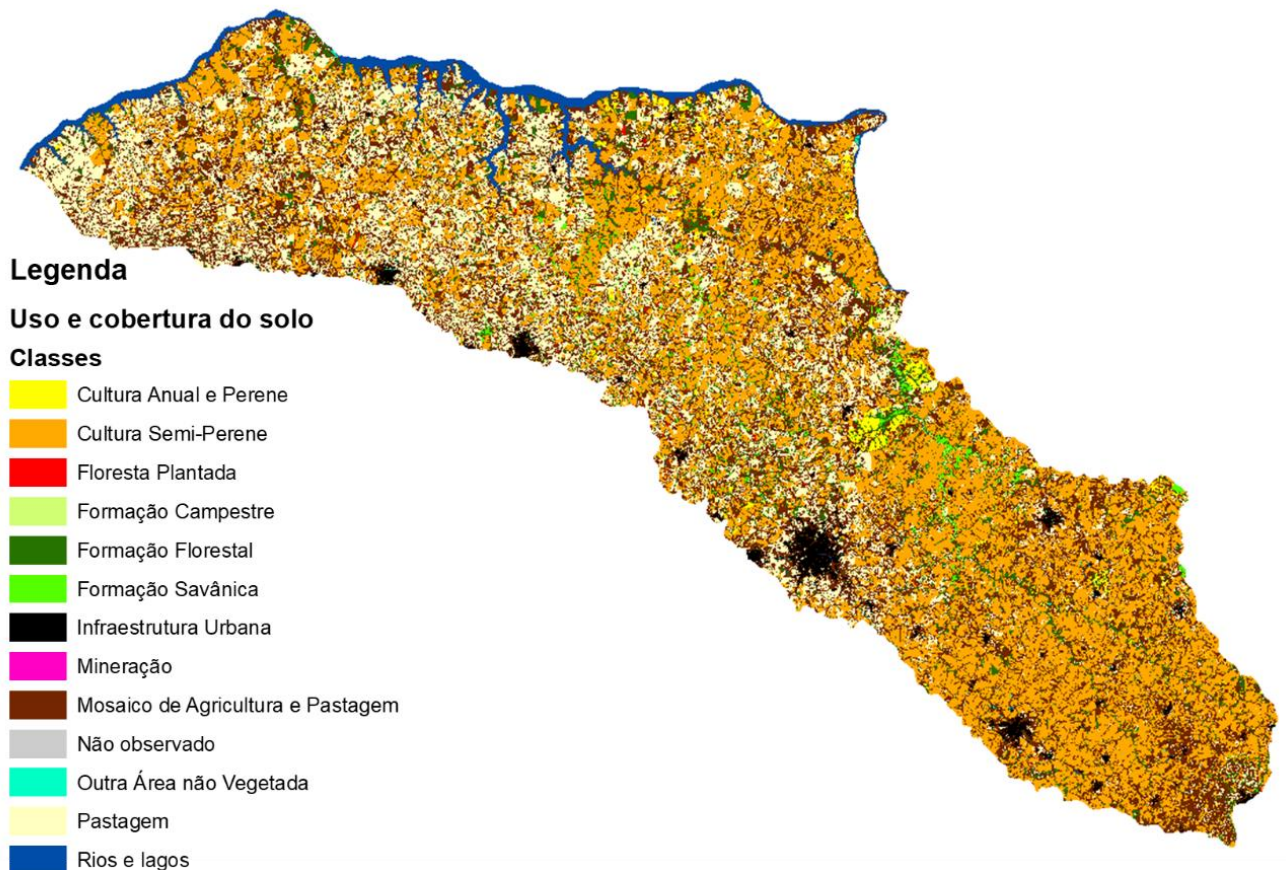 Legenda
Uso e cobertura do solo
Classes
Cultura Anual e Perene
Cultura Semi-Perene
Floresta Plantada
Formação Campestre
Formação Florestal
Formação Savânica
Infraestrutura Urbana
Mineração
Mosaico de Agricultura e Pastagem
Não observado
Outra Área não Vegetada
Pastagem
Rios e lagos